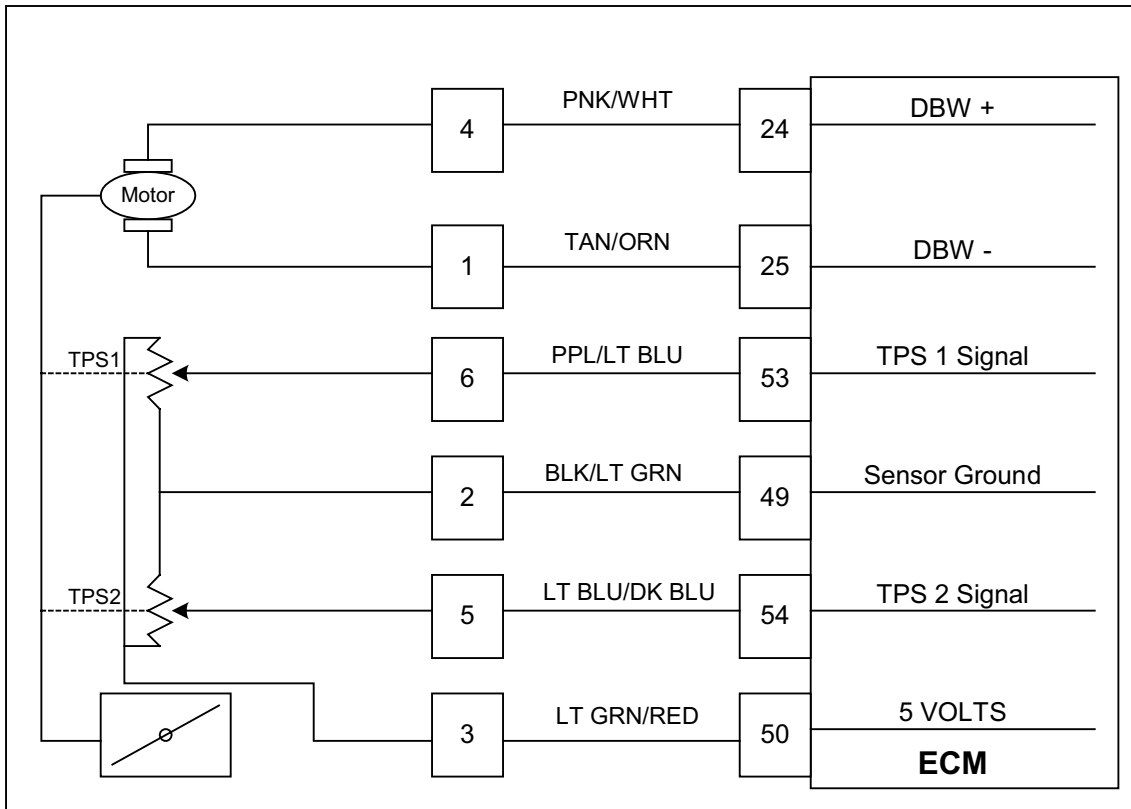 PNK/WHT
4
24
DBW +
Motor
TAN/ORN
1
25
DBW -
TPS1
PPL/LT BLU
6
53
TPS 1 Signal
BLK/LT GRN
2
49
Sensor Ground
TPS2
LT BLU/DK BLU
5
54
TPS 2 Signal
LT GRN/RED
3
50
5 VOLTS
ECM